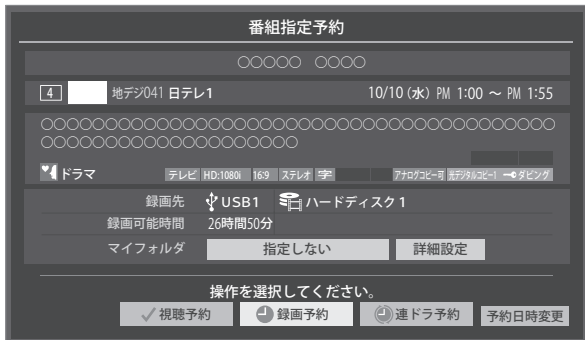 番組指定予約
○○○○○ ○○○○
4 地デジ041 日テレ1 10/10 (水) PM 1:00 ～ PM 1:55
○○○○○○○○○○○○○○○○○○○○○○○○○○○○○○
○○○○○○○○○○○○○○○○○○○○
ドラマ テレビ HD:1080i 16:9 ステレオ 字 アナログコピー可 光デジタルコピー1 ダビング
録画先 USB1 ハードディスク1
録画可能時間 26時間50分
マイフォルダ 指定しない 詳細設定
操作を選択してください。
視聴予約 録画予約 連ドラ予約 予約日時変更